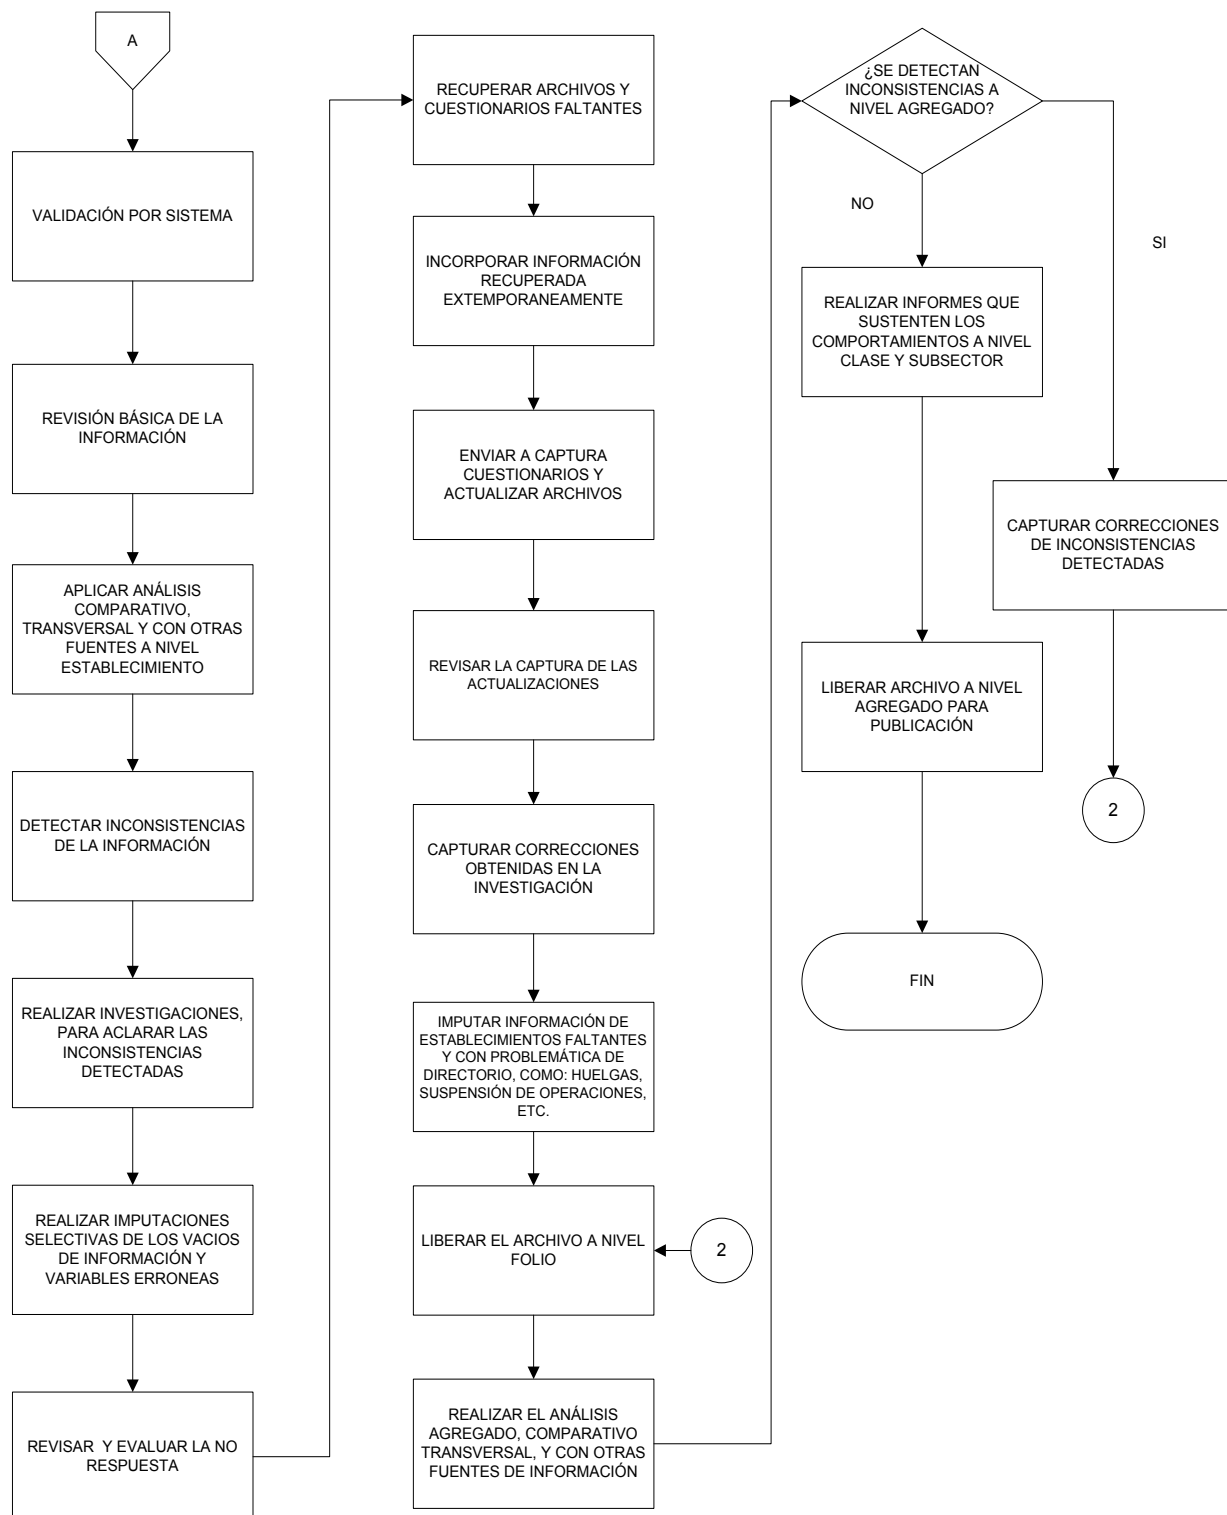 A
VALIDACIÓN POR SISTEMA
REVISIÓN BÁSICA DE LA
INFORMACIÓN
APLICAR ANÁLISIS
COMPARATIVO,
TRANSVERSAL Y CON OTRAS
FUENTES A NIVEL
ESTABLECIMIENTO
DETECTAR INCONSISTENCIAS
DE LA INFORMACIÓN
REALIZAR INVESTIGACIONES,
PARA ACLARAR LAS
INCONSISTENCIAS
DETECTADAS
REALIZAR IMPUTACIONES
SELECTIVAS DE LOS VACIOS
DE INFORMACIÓN Y
VARIABLES ERRONEAS
REVISAR Y EVALUAR LA NO
RESPUESTA
RECUPERAR ARCHIVOS Y
CUESTIONARIOS FALTANTES
INCORPORAR INFORMACIÓN
RECUPERADA
EXTEMPORANEAMENTE
ENVIAR A CAPTURA
CUESTIONARIOS Y
ACTUALIZAR ARCHIVOS
REVISAR LA CAPTURA DE LAS
ACTUALIZACIONES
CAPTURAR CORRECCIONES
OBTENIDAS EN LA
INVESTIGACIÓN
IMPUTAR INFORMACIÓN DE
ESTABLECIMIENTOS FALTANTES
Y CON PROBLEMÁTICA DE
DIRECTORIO, COMO: HUELGAS,
SUSPENSIÓN DE OPERACIONES,
ETC.
LIBERAR EL ARCHIVO A NIVEL
FOLIO
2
REALIZAR EL ANÁLISIS
AGREGADO, COMPARATIVO
TRANSVERSAL, Y CON OTRAS
FUENTES DE INFORMACIÓN
¿SE DETECTAN
INCONSISTENCIAS A
NIVEL AGREGADO?
NO
SI
REALIZAR INFORMES QUE
SUSTENTEN LOS
COMPORTAMIENTOS A NIVEL
CLASE Y SUBSECTOR
LIBERAR ARCHIVO A NIVEL
AGREGADO PARA
PUBLICACIÓN
FIN
CAPTURAR CORRECCIONES
DE INCONSISTENCIAS
DETECTADAS
2